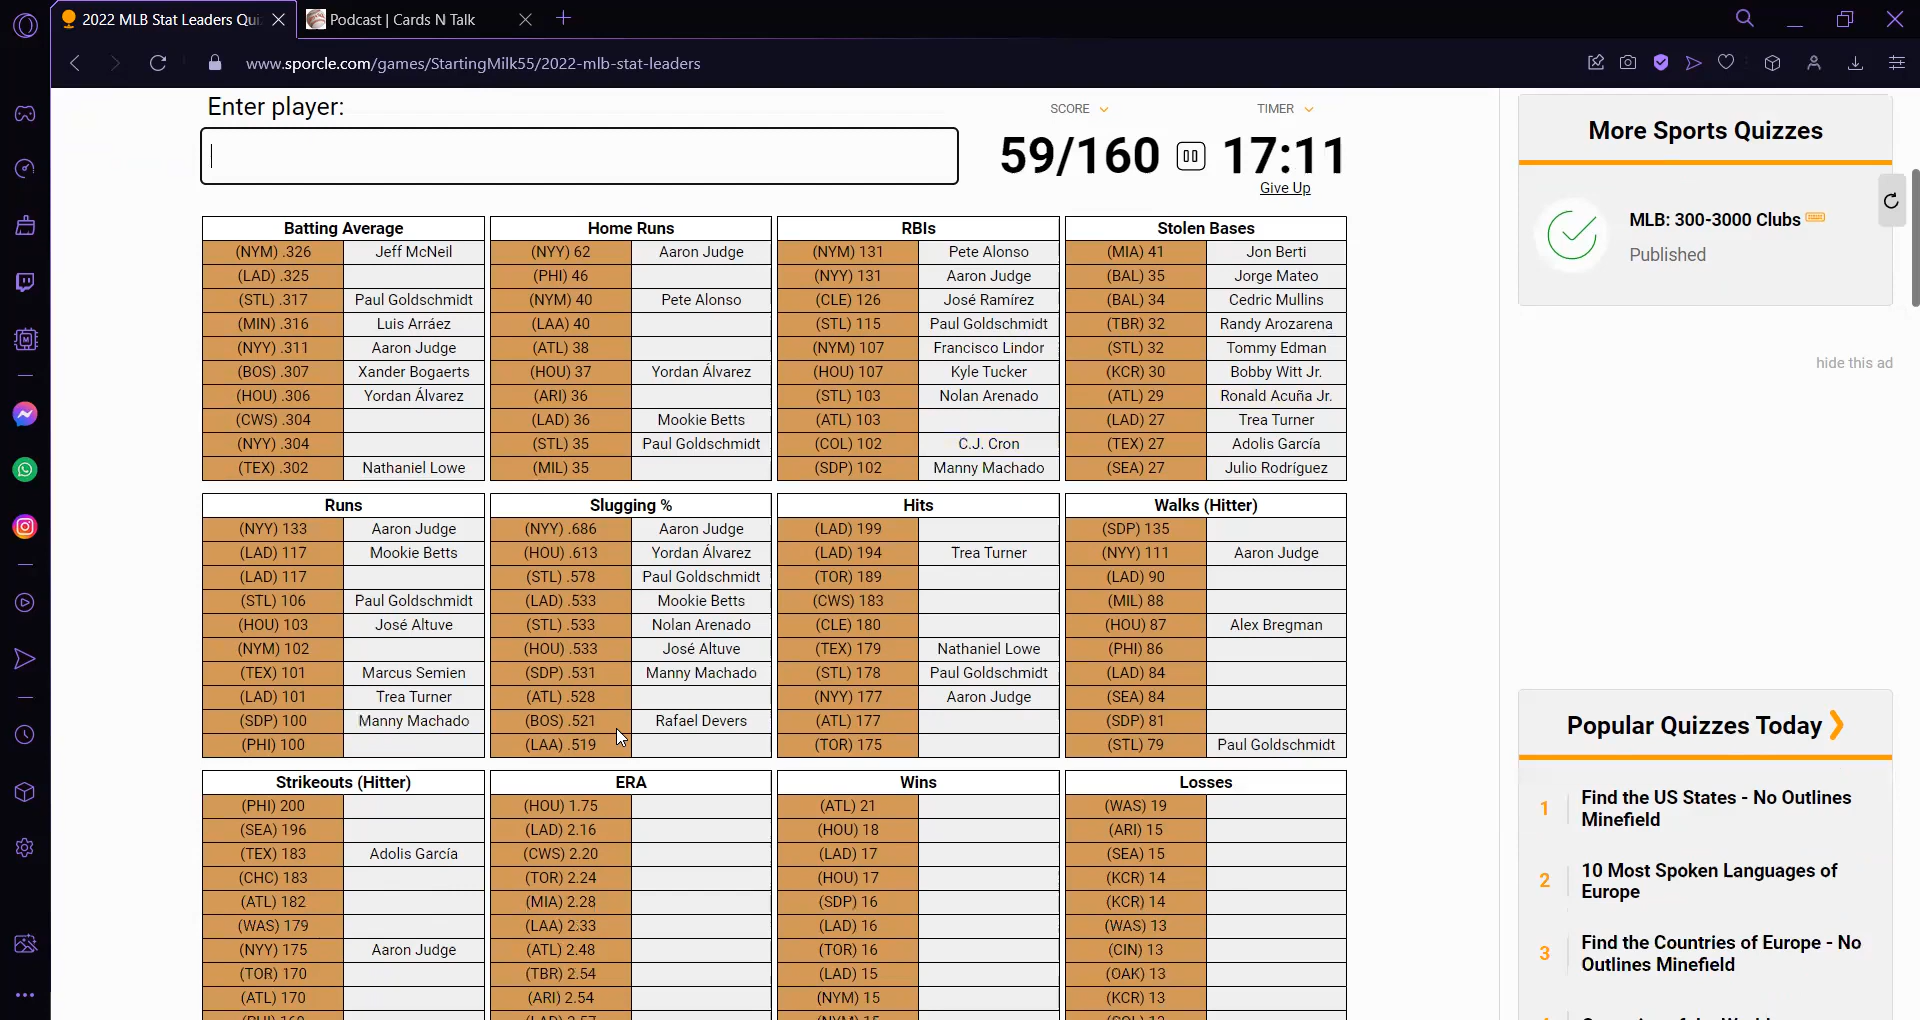 2022 MLB Stat Leaders Qui
Podcast | Cards N Talk
www.sporcle.com/games/StartingMilk55/2022-mlb-stat-leaders
Enter player:
SCORE
TIMER
59/160
17:11
Give Up
Batting Average
(NYM) .326 Jeff McNeil
(LAD) .325
(STL) .317 Paul Goldschmidt
(MIN) .316 Luis Arráez
(NYY) .311 Aaron Judge
(BOS) .307 Xander Bogaerts
(HOU) .306 Yordan Álvarez
(CWS) .304
(NYY) .304
(TEX) .302 Nathaniel Lowe
Home Runs
(NYY) 62 Aaron Judge
(PHI) 46
(NYM) 40 Pete Alonso
(LAA) 40
(ATL) 38
(HOU) 37 Yordan Álvarez
(ARI) 36
(LAD) 36 Mookie Betts
(STL) 35 Paul Goldschmidt
(MIL) 35
RBIs
(NYM) 131 Pete Alonso
(NYY) 131 Aaron Judge
(CLE) 126 José Ramírez
(STL) 115 Paul Goldschmidt
(NYM) 107 Francisco Lindor
(HOU) 107 Kyle Tucker
(STL) 103 Nolan Arenado
(ATL) 103
(COL) 102 C.J. Cron
(SDP) 102 Manny Machado
Stolen Bases
(MIA) 41 Jon Berti
(BAL) 35 Jorge Mateo
(BAL) 34 Cedric Mullins
(TBR) 32 Randy Arozarena
(STL) 32 Tommy Edman
(KCR) 30 Bobby Witt Jr.
(ATL) 29 Ronald Acuña Jr.
(LAD) 27 Trea Turner
(TEX) 27 Adolis García
(SEA) 27 Julio Rodríguez
Runs
(NYY) 133 Aaron Judge
(LAD) 117 Mookie Betts
(LAD) 117
(STL) 106 Paul Goldschmidt
(HOU) 103 José Altuve
(NYM) 102
(TEX) 101 Marcus Semien
(LAD) 101 Trea Turner
(SDP) 100 Manny Machado
(PHI) 100
Slugging %
(NYY) .686 Aaron Judge
(HOU) .613 Yordan Álvarez
(STL) .578 Paul Goldschmidt
(LAD) .533 Mookie Betts
(STL) .533 Nolan Arenado
(HOU) .533 José Altuve
(SDP) .531 Manny Machado
(ATL) .528
(BOS) .521 Rafael Devers
(LAA) .519
Hits
(LAD) 199
(LAD) 194 Trea Turner
(TOR) 189
(CWS) 183
(CLE) 180
(TEX) 179 Nathaniel Lowe
(STL) 178 Paul Goldschmidt
(NYY) 177 Aaron Judge
(ATL) 177
(TOR) 175
Walks (Hitter)
(SDP) 135
(NYY) 111 Aaron Judge
(LAD) 90
(MIL) 88
(HOU) 87 Alex Bregman
(PHI) 86
(LAD) 84
(SEA) 84
(SDP) 81
(STL) 79 Paul Goldschmidt
Strikeouts (Hitter)
(PHI) 200
(SEA) 196
(TEX) 183 Adolis García
(CHC) 183
(ATL) 182
(WAS) 179
(NYY) 175 Aaron Judge
(TOR) 170
(ATL) 170
ERA
(HOU) 1.75
(LAD) 2.16
(CWS) 2.20
(TOR) 2.24
(MIA) 2.28
(LAA) 2.33
(ATL) 2.48
(TBR) 2.54
(ARI) 2.54
(LAD) 2.57
Wins
(ATL) 21
(HOU) 18
(LAD) 17
(HOU) 17
(SDP) 16
(LAD) 16
(TOR) 16
(LAD) 15
(NYM) 15
(NYM) 15
Losses
(WAS) 19
(ARI) 15
(SEA) 15
(KCR) 14
(KCR) 14
(WAS) 13
(CIN) 13
(OAK) 13
(KCR) 13
More Sports Quizzes
MLB: 300-3000 Clubs
Published
hide this ad
Popular Quizzes Today
1 Find the US States - No Outlines
Minefield
2 10 Most Spoken Languages of
Europe
3 Find the Countries of Europe - No
Outlines Minefield